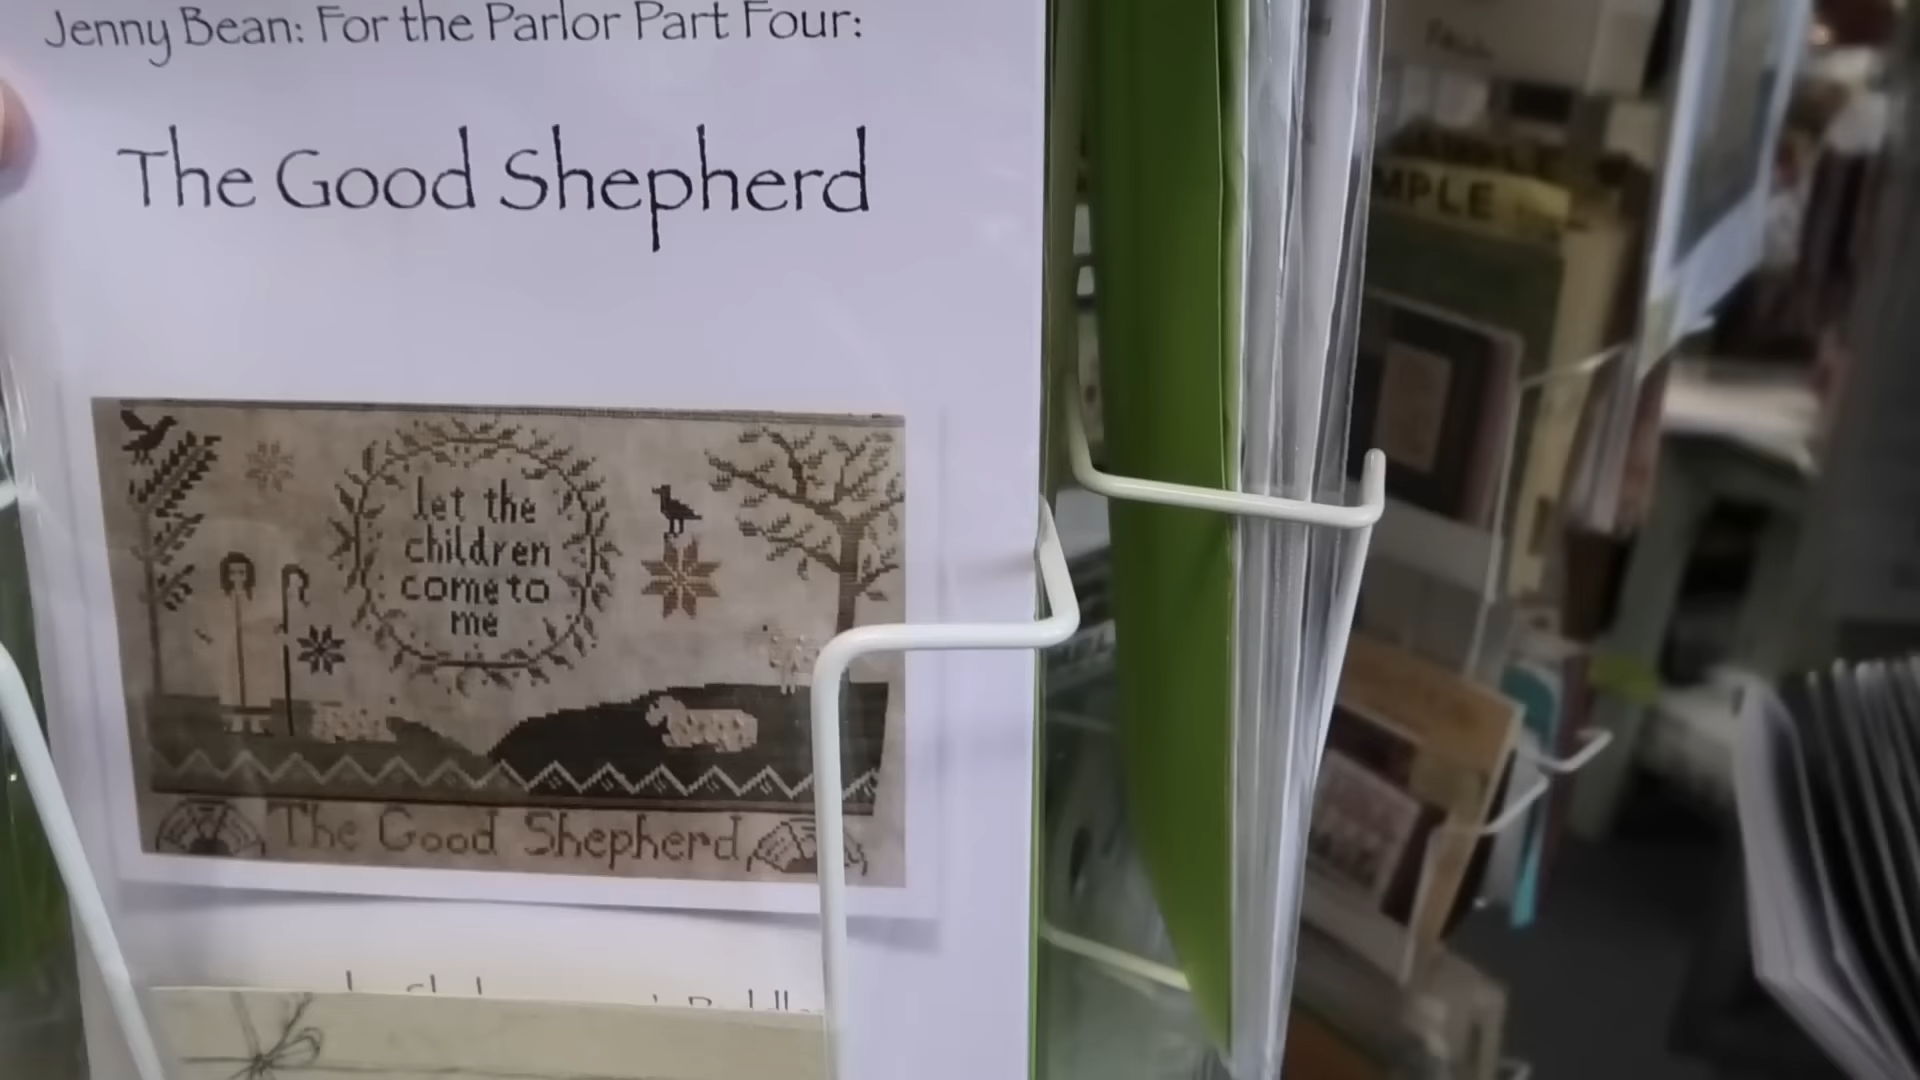 Jenny Bean: For the Parlor Part Four:
The Good Shepherd
let the
children
come to
me
The Good Shepherd
MPLE